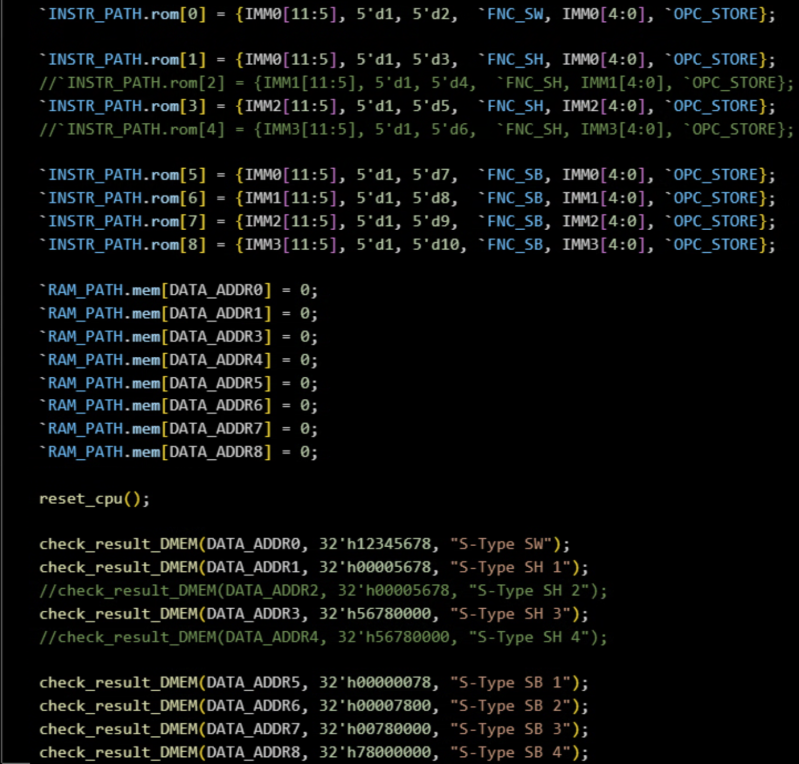 `INSTR_PATH.rom[0] = {IMM0[11:5], 5'd1, 5'd2,  `FNC_SW, IMM0[4:0], `OPC_STORE};
`INSTR_PATH.rom[1] = {IMM0[11:5], 5'd1, 5'd3,  `FNC_SH, IMM0[4:0], `OPC_STORE};
//`INSTR_PATH.rom[2] = {IMM1[11:5], 5'd1, 5'd4,  `FNC_SH, IMM1[4:0], `OPC_STORE};
`INSTR_PATH.rom[3] = {IMM2[11:5], 5'd1, 5'd5,  `FNC_SH, IMM2[4:0], `OPC_STORE};
//`INSTR_PATH.rom[4] = {IMM3[11:5], 5'd1, 5'd6,  `FNC_SH, IMM3[4:0], `OPC_STORE};
`INSTR_PATH.rom[5] = {IMM0[11:5], 5'd1, 5'd7,  `FNC_SB, IMM0[4:0], `OPC_STORE};
`INSTR_PATH.rom[6] = {IMM1[11:5], 5'd1, 5'd8,  `FNC_SB, IMM1[4:0], `OPC_STORE};
`INSTR_PATH.rom[7] = {IMM2[11:5], 5'd1, 5'd9,  `FNC_SB, IMM2[4:0], `OPC_STORE};
`INSTR_PATH.rom[8] = {IMM3[11:5], 5'd1, 5'd10, `FNC_SB, IMM3[4:0], `OPC_STORE};
`RAM_PATH.mem[DATA_ADDR0] = 0;
`RAM_PATH.mem[DATA_ADDR1] = 0;
`RAM_PATH.mem[DATA_ADDR3] = 0;
`RAM_PATH.mem[DATA_ADDR4] = 0;
`RAM_PATH.mem[DATA_ADDR5] = 0;
`RAM_PATH.mem[DATA_ADDR6] = 0;
`RAM_PATH.mem[DATA_ADDR7] = 0;
`RAM_PATH.mem[DATA_ADDR8] = 0;
reset_cpu();
check_result_DMEM(DATA_ADDR0, 32'h12345678, "S-Type SW");
check_result_DMEM(DATA_ADDR1, 32'h00005678, "S-Type SH 1");
//check_result_DMEM(DATA_ADDR2, 32'h00005678, "S-Type SH 2");
check_result_DMEM(DATA_ADDR3, 32'h56780000, "S-Type SH 3");
//check_result_DMEM(DATA_ADDR4, 32'h56780000, "S-Type SH 4");
check_result_DMEM(DATA_ADDR5, 32'h00000078, "S-Type SB 1");
check_result_DMEM(DATA_ADDR6, 32'h00007800, "S-Type SB 2");
check_result_DMEM(DATA_ADDR7, 32'h00780000, "S-Type SB 3");
check_result_DMEM(DATA_ADDR8, 32'h78000000, "S-Type SB 4");